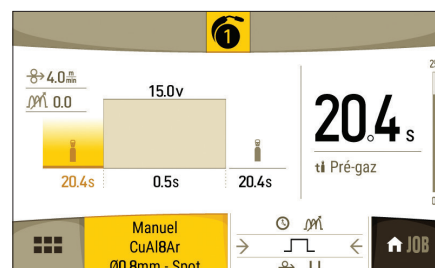 1
4.0 m/min
0.0
15.0v
20.4s
0.5s
20.4s
20.4 s
Pré-gaz
Manuel
CuAl8Ar
Ø0.8mm - Spot
JOB